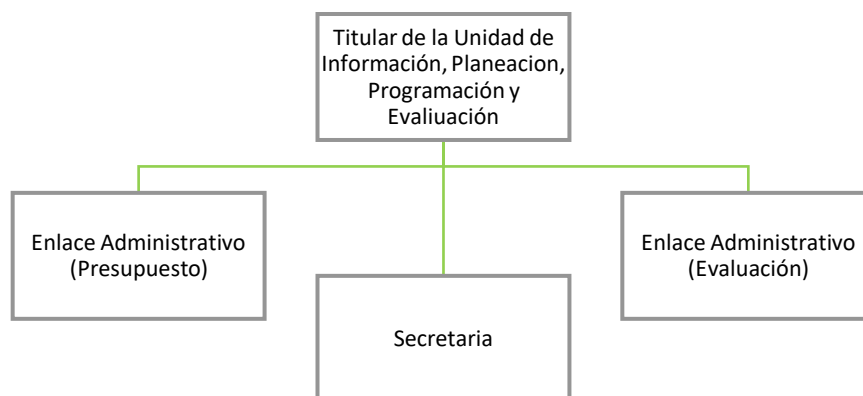 Titular de la Unidad de
Información, Planeacion,
Programación y
Evaliuación
Enlace Administrativo
(Presupuesto)
Enlace Administrativo
(Evaluación)
Secretaria